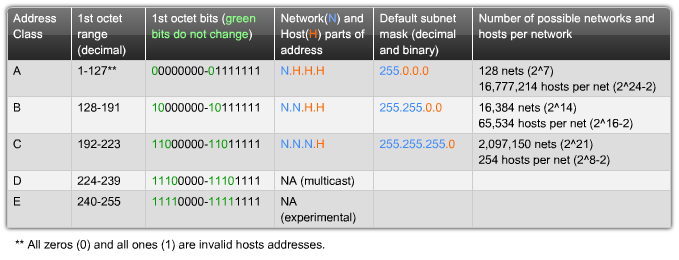 Address Class 1st octet range (decimal) 1st octet bits (green bits do not change) Network(N) and Host(H) parts of address Default subnet mask (decimal and binary) Number of possible networks and hosts per network
A 1-127** 00000000-01111111 N.H.H.H 255.0.0.0 128 nets (2^7) 16,777,214 hosts per net (2^24-2)
B 128-191 10000000-10111111 N.N.H.H 255.255.0.0 16,384 nets (2^14) 65,534 hosts per net (2^16-2)
C 192-223 11000000-11011111 N.N.N.H 255.255.255.0 2,097,150 nets (2^21) 254 hosts per net (2^8-2)
D 224-239 11100000-11101111 NA (multicast)
E 240-255 11110000-11111111 NA (experimental)
** All zeros (0) and all ones (1) are invalid hosts addresses.